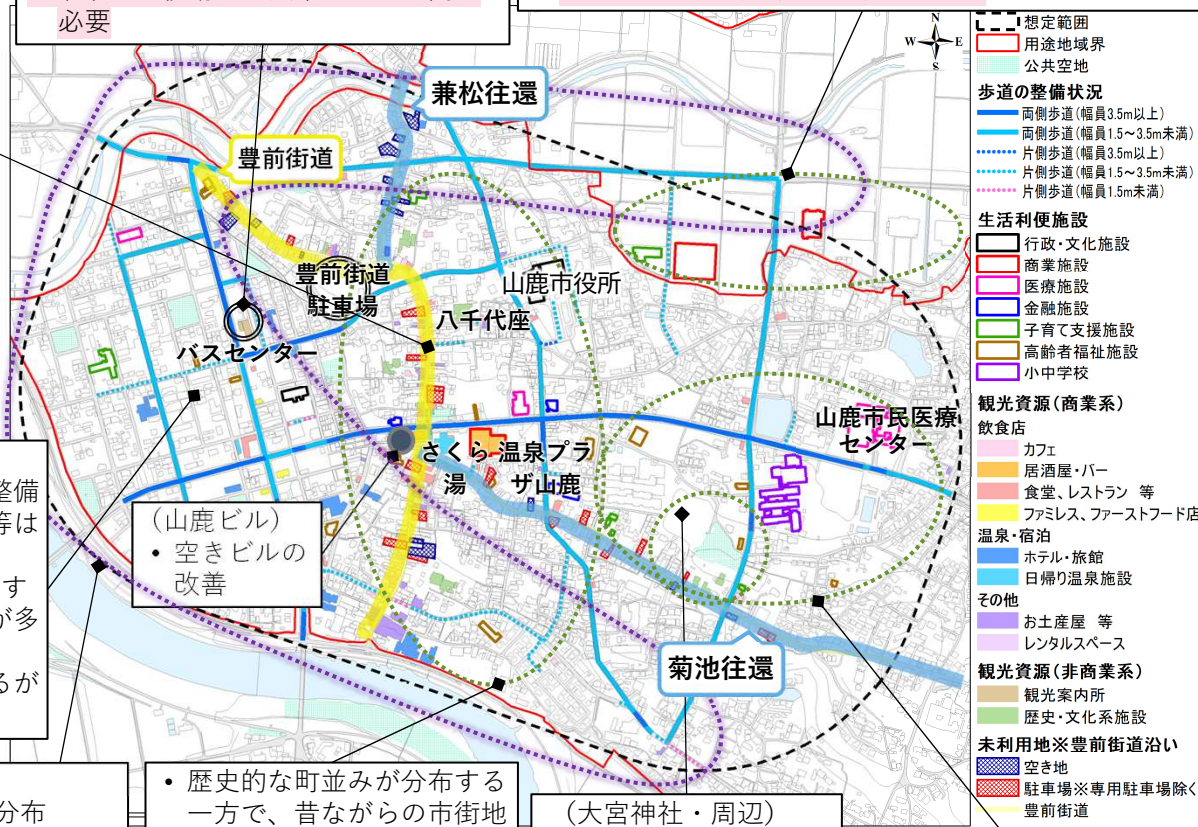 必要
兼松往還
豊前街道
豊前街道
駐車場
山鹿市役所
八千代座
バスセンター
山鹿市民医療
センター
さくら
湯
温泉プラ
ザ山鹿
(山鹿ビル)
• 空きビルの
改善
整備
等は
す
が多
るが
菊池往還
分布
• 歴史的な町並みが分布する
一方で、昔ながらの市街地
(大宮神社・周辺)
N
W
E
S
想定範囲
用途地域界
公共空地
歩道の整備状況
両側歩道(幅員3.5m以上)
両側歩道(幅員1.5~3.5m未満)
片側歩道(幅員3.5m以上)
片側歩道(幅員1.5~3.5m未満)
片側歩道(幅員1.5m未満)
生活利便施設
行政・文化施設
商業施設
医療施設
金融施設
子育て支援施設
高齢者福祉施設
小中学校
観光資源(商業系)
飲食店
カフェ
居酒屋・バー
食堂、レストラン 等
ファミレス、ファーストフード店
温泉・宿泊
ホテル・旅館
日帰り温泉施設
その他
お土産屋 等
レンタルスペース
観光資源(非商業系)
観光案内所
歴史・文化系施設
未利用地※豊前街道沿い
空き地
駐車場※専用駐車場除く
豊前街道